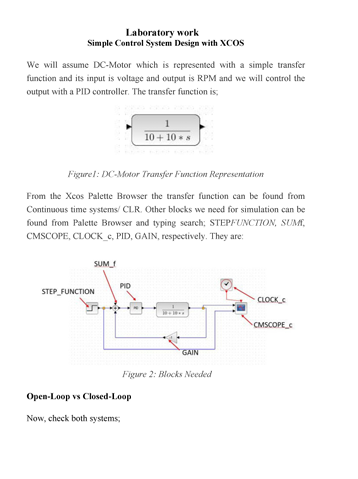 Laboratory work
Simple Control System Design with XCOS
We will assume DC-Motor which is represented with a simple transfer
function and its input is voltage and output is RPM and we will control the
output with a PID controller. The transfer function is;
1
10 + 10 * s
Figure1: DC-Motor Transfer Function Representation
From the Xcos Palette Browser the transfer function can be found from
Continuous time systems/ CLR. Other blocks we need for simulation can be
found from Palette Browser and typing search; STEPFUNCTION, SUMf,
CMSCOPE, CLOCK_c, PID, GAIN, respectively. They are:
SUM_f
STEP_FUNCTION
PID
CLOCK_c
1
10 + 10 * s
CMSCOPE_c
GAIN
Figure 2: Blocks Needed
Open-Loop vs Closed-Loop
Now, check both systems;